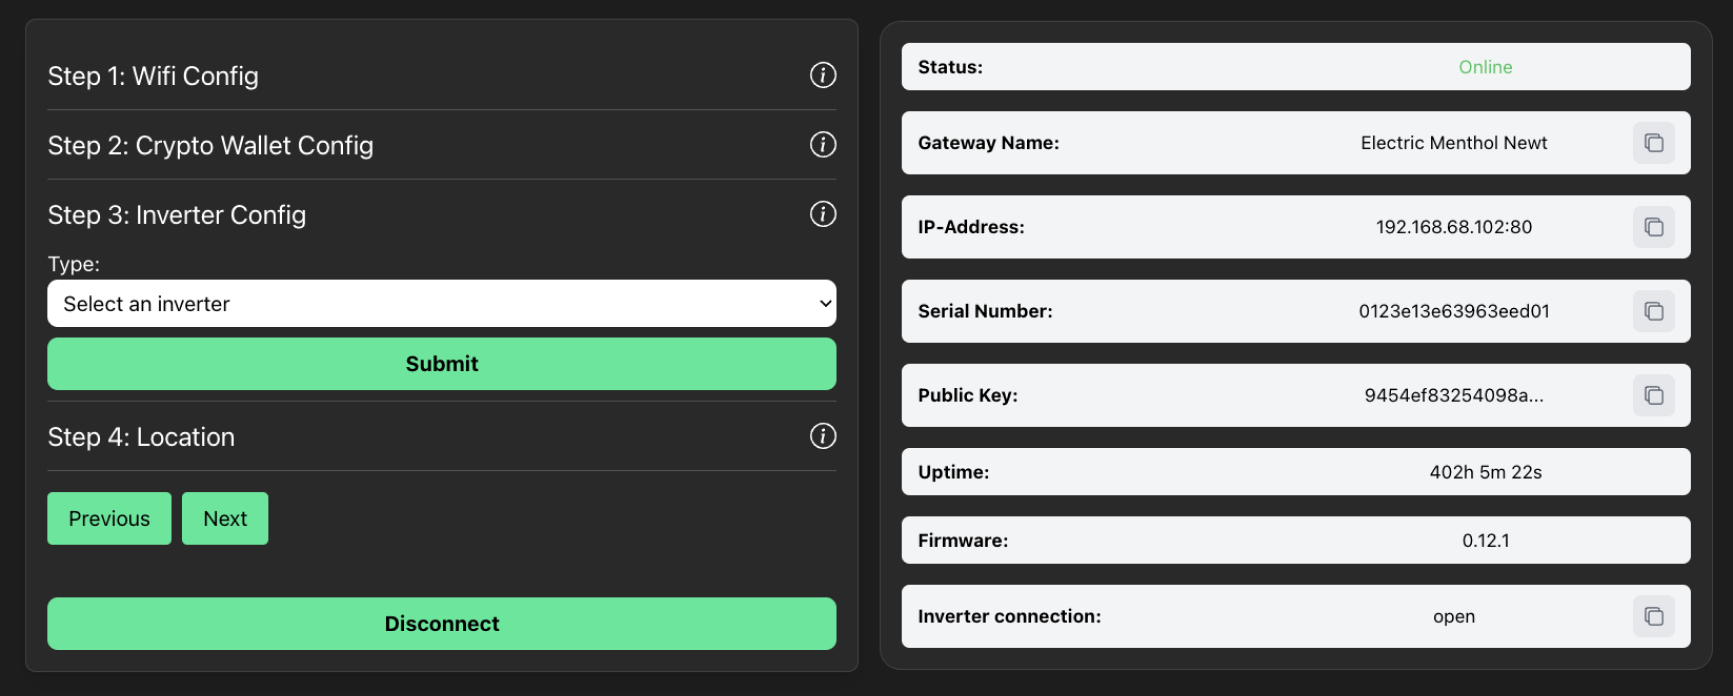 Step 1: Wifi Config
Step 2: Crypto Wallet Config
Step 3: Inverter Config
Type:
Select an inverter
Submit
Step 4: Location
Previous Next
Disconnect
Status: Online
Gateway Name: Electric Menthol Newt
IP-Address: 192.168.68.102:80
Serial Number: 0123e13e63963eed01
Public Key: 9454ef83254098a...
Uptime: 402h 5m 22s
Firmware: 0.12.1
Inverter connection: open